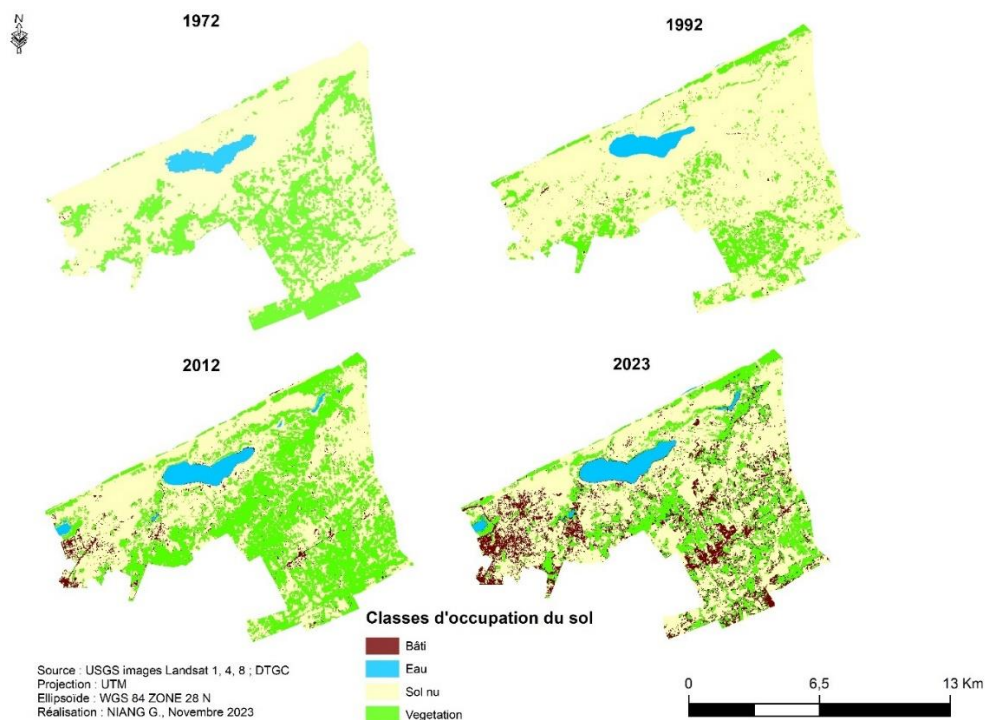 N
1972
1992
2012
2023
Classes d'occupation du sol
Bâti
Eau
Sol nu
Vegetation
Source : USGS images Landsat 1, 4, 8 ; DTGC
Projection : UTM
Ellipsoïde : WGS 84 ZONE 28 N
Réalisation : NIANG G., Novembre 2023
0 6,5 13 Km